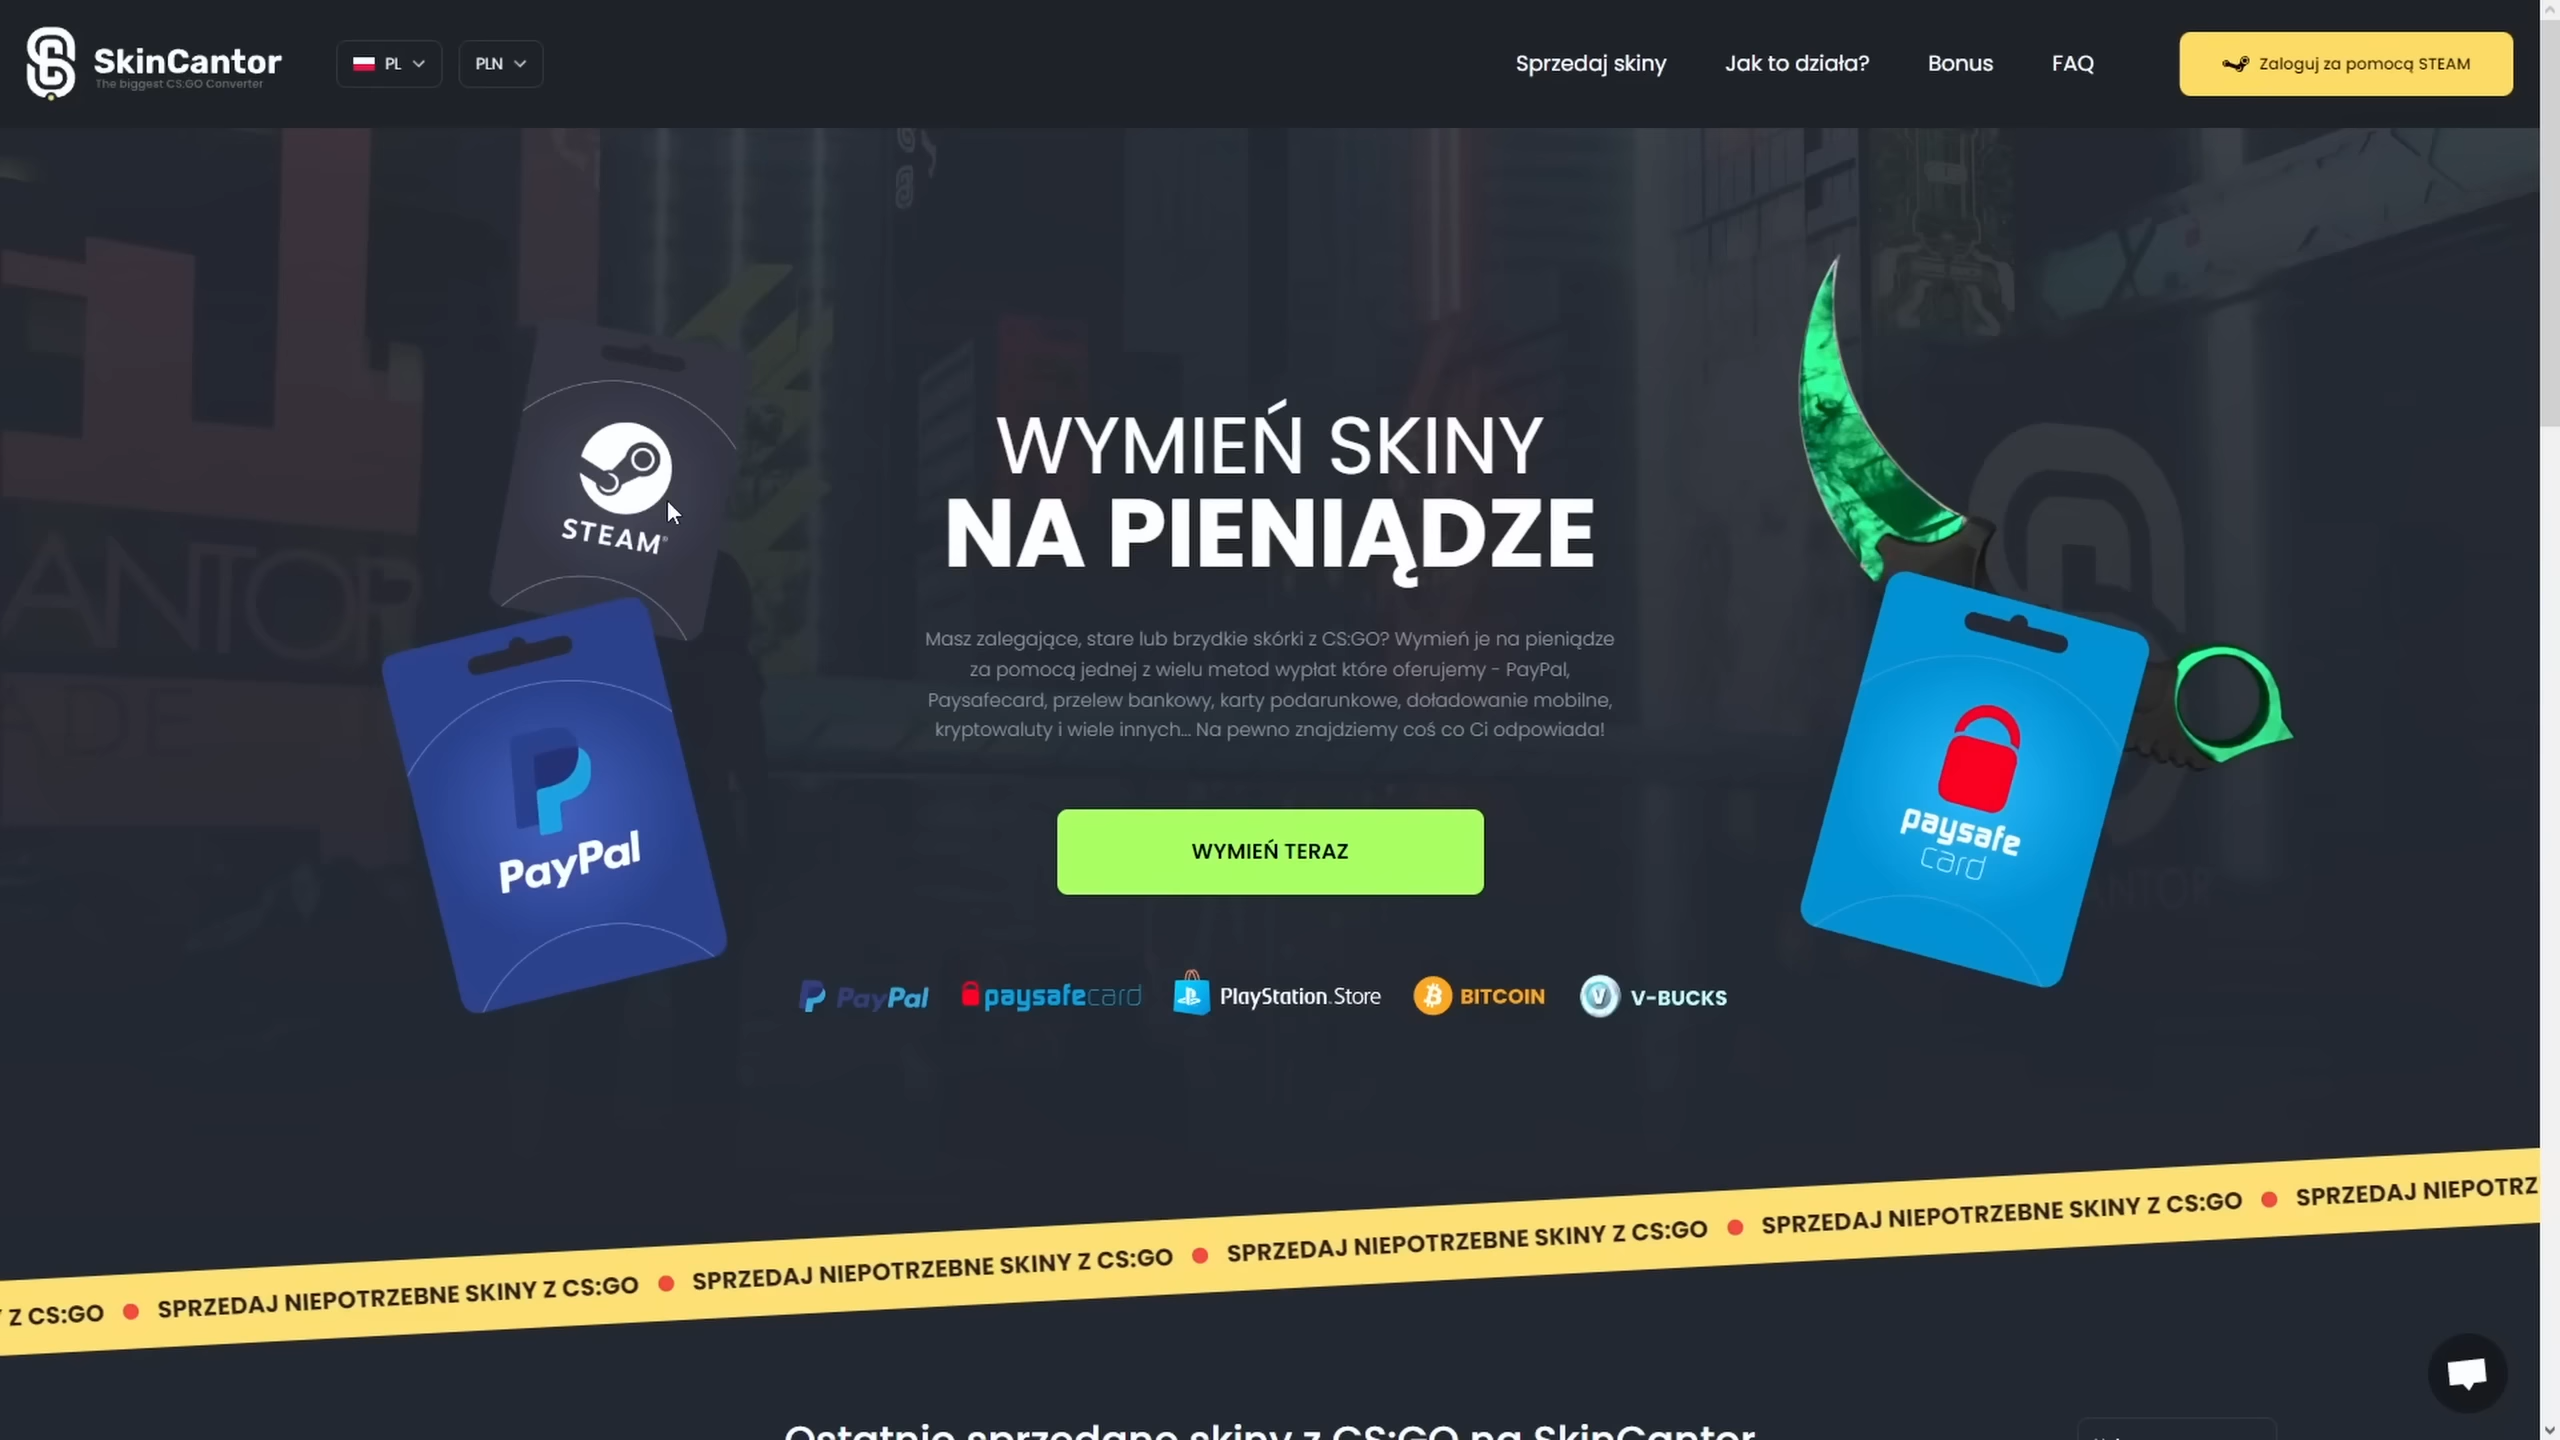 SkinCantor
The biggest CS:GO Converter
PL
PLN
Sprzedaj skiny
Jak to działa?
Bonus
FAQ
Zaloguj za pomocą STEAM
STEAM
PayPal
WYMIEŃ SKINY
NA PIENIĄDZE
Masz zalegające, stare lub brzydkie skórki z CS:GO? Wymień je na pieniądze
za pomocą jednej z wielu metod wypłat które oferujemy - PayPal,
Paysafecard, przelew bankowy, karty podarunkowe, doładowanie mobilne,
kryptowaluty i wiele innych... Na pewno znajdziemy coś co Ci odpowiada!
WYMIEŃ TERAZ
paysafe
card
PayPal
paysafecard
PlayStation.Store
BITCOIN
V-BUCKS
Z CS:GO • SPRZEDAJ NIEPOTRZEBNE SKINY Z CS:GO • SPRZEDAJ NIEPOTRZEBNE SKINY Z CS:GO • SPRZEDAJ NIEPOTRZEBNE SKINY Z CS:GO • SPRZEDAJ NIEPOTRZEBNE SKINY Z CS:GO • SPRZEDAJ NIEPOTRZ
Ostatnio sprzedane skiny z CS:GO na SkinCantor